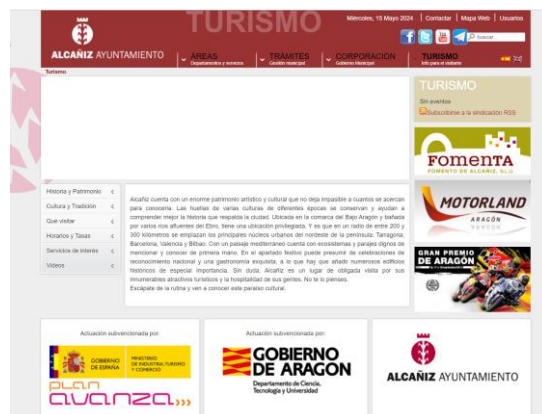 TURISMO
Miércoles, 15 Mayo 2024 | Contactar | Mapa Web | Usuarios
buscar...
ALCAÑIZ AYUNTAMIENTO
ÁREAS
Departamentos y servicios
TRÁMITES
Gestión municipal
CORPORACIÓN
Gobierno Municipal
TURISMO
Info para el visitante
Turismo
TURISMO
Sin eventos
Subscribirse a la sindicación RSS
FOMENTA
FOMENTO DE ALCAÑIZ, S.L.U.
MOTORLAND
ARAGÓN
GRAN PREMIO
DE ARAGÓN
Historia y Patrimonio
Cultura y Tradición
Qué visitar
Horarios y Tasas
Servicios de Interés
Videos
Alcañiz cuenta con un enorme patrimonio artístico y cultural que no deja impasible a cuantos se acercan
para conocerla. Las huellas de varias culturas de diferentes épocas se conservan y ayudan a
comprender mejor la historia que respalda la ciudad. Ubicada en la comarca del Bajo Aragón y bañada
por varios ríos afluentes del Ebro, tiene una ubicación privilegiada. Y es que en un radio de entre 200 y
300 kilómetros se emplazan los principales núcleos urbanos del nordeste de la península: Tarragona,
Barcelona, Valencia y Bilbao. Con un paisaje mediterráneo cuenta con ecosistemas y parajes dignos de
mencionar y conocer de primera mano. En el apartado festivo puede presumir de celebraciones de
reconocimiento nacional y una gastronomía exquisita, a lo que hay que añadir numerosos edificios
históricos de especial importancia. Sin duda, Alcañiz es un lugar de obligada visita por sus
innumerables atractivos turísticos y la hospitalidad de sus gentes. No te lo pienses.
Escápate de la rutina y ven a conocer este paraíso cultural.
Actuación subvencionada por:
GOBIERNO
DE ESPAÑA
MINISTERIO
DE INDUSTRIA, TURISMO
Y COMERCIO
PLAN
avanza
Actuación subvencionada por:
GOBIERNO
DE ARAGON
Departamento de Ciencia,
Tecnología y Universidad
ALCAÑIZ AYUNTAMIENTO